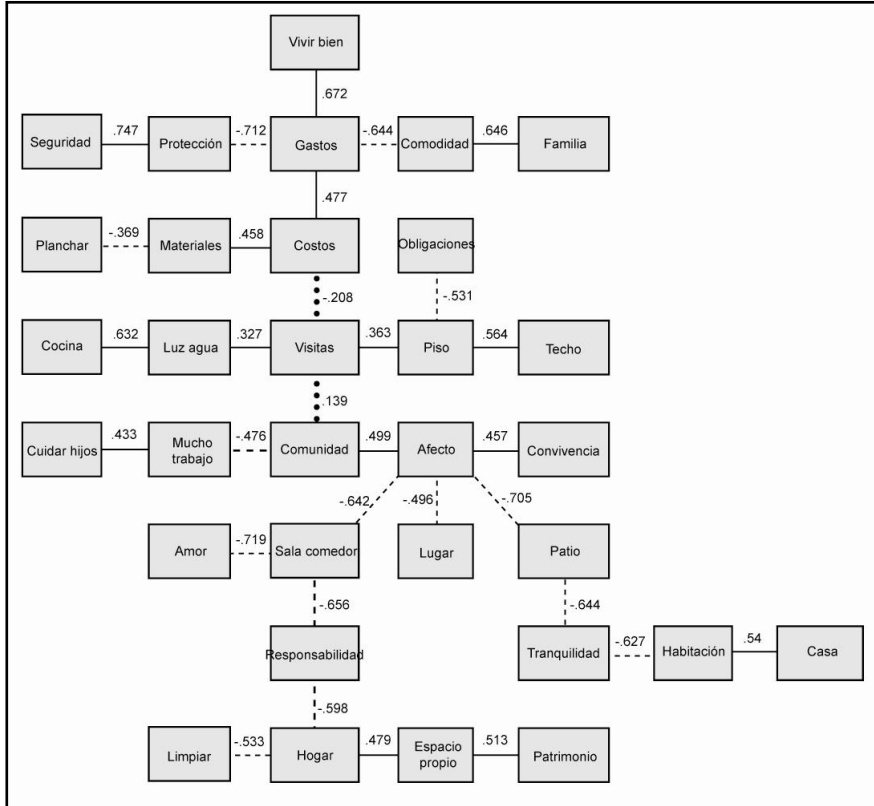 Vivir bien
.672
Seguridad .747 Protección -.712 Gastos -.644 Comodidad .646 Familia
.477
Planchar -.369 Materiales .458 Costos Obligaciones
-.208 -.531
Cocina .632 Luz agua .327 Visitas .363 Piso .564 Techo
.139
Cuidar hijos .433 Mucho trabajo -.476 Comunidad .499 Afecto .457 Convivencia
-.642 -.496 -.705
Amor -.719 Sala comedor Lugar Patio
-.656 -.644
Responsabilidad Tranquilidad -.627 Habitación .54 Casa
-.598
Limpiar -.533 Hogar .479 Espacio propio .513 Patrimonio